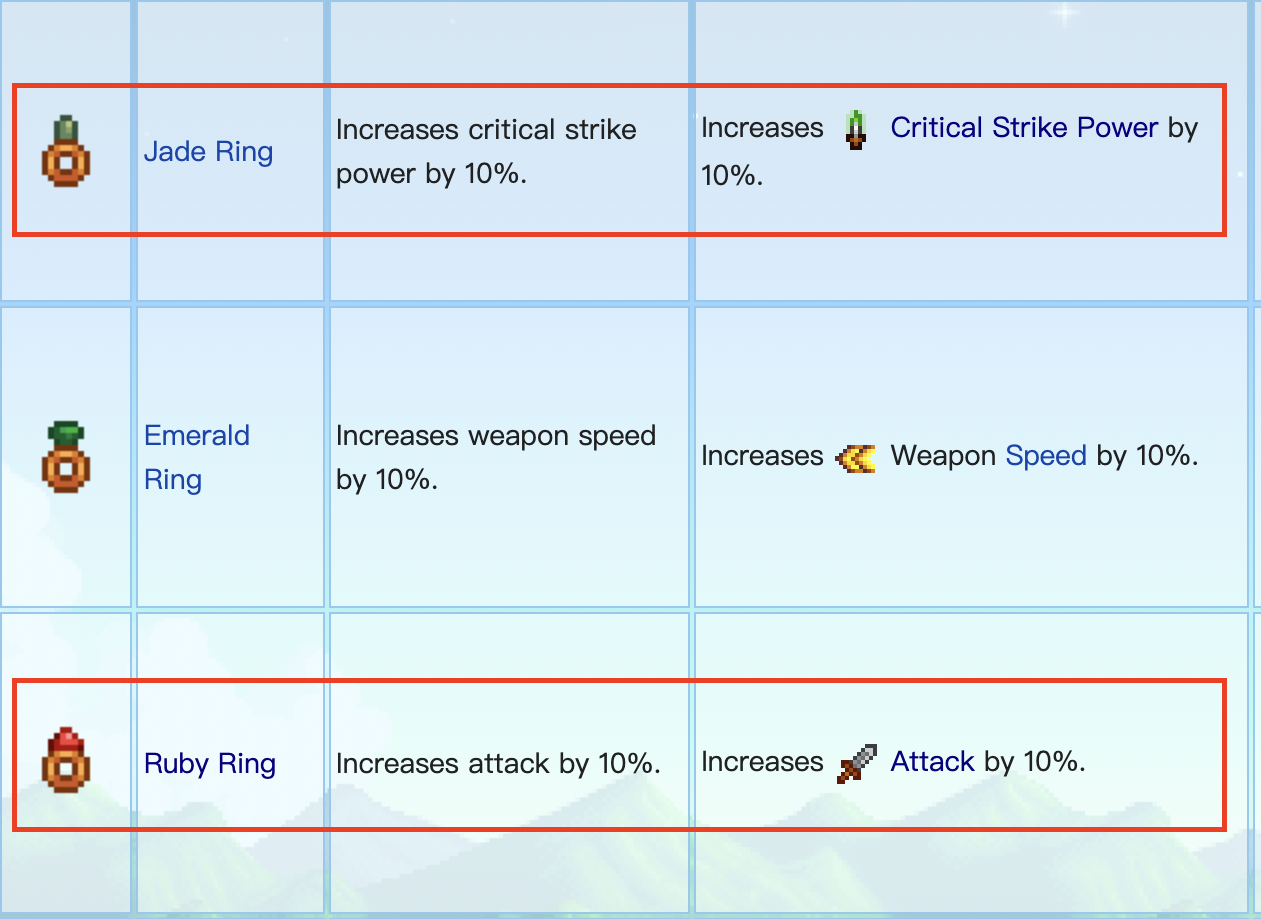 Jade Ring
Increases critical strike
power by 10%.
Increases Critical Strike Power by
10%.
Emerald
Ring
Increases weapon speed
by 10%.
Increases Weapon Speed by 10%.
Ruby Ring
Increases attack by 10%.
Increases Attack by 10%.